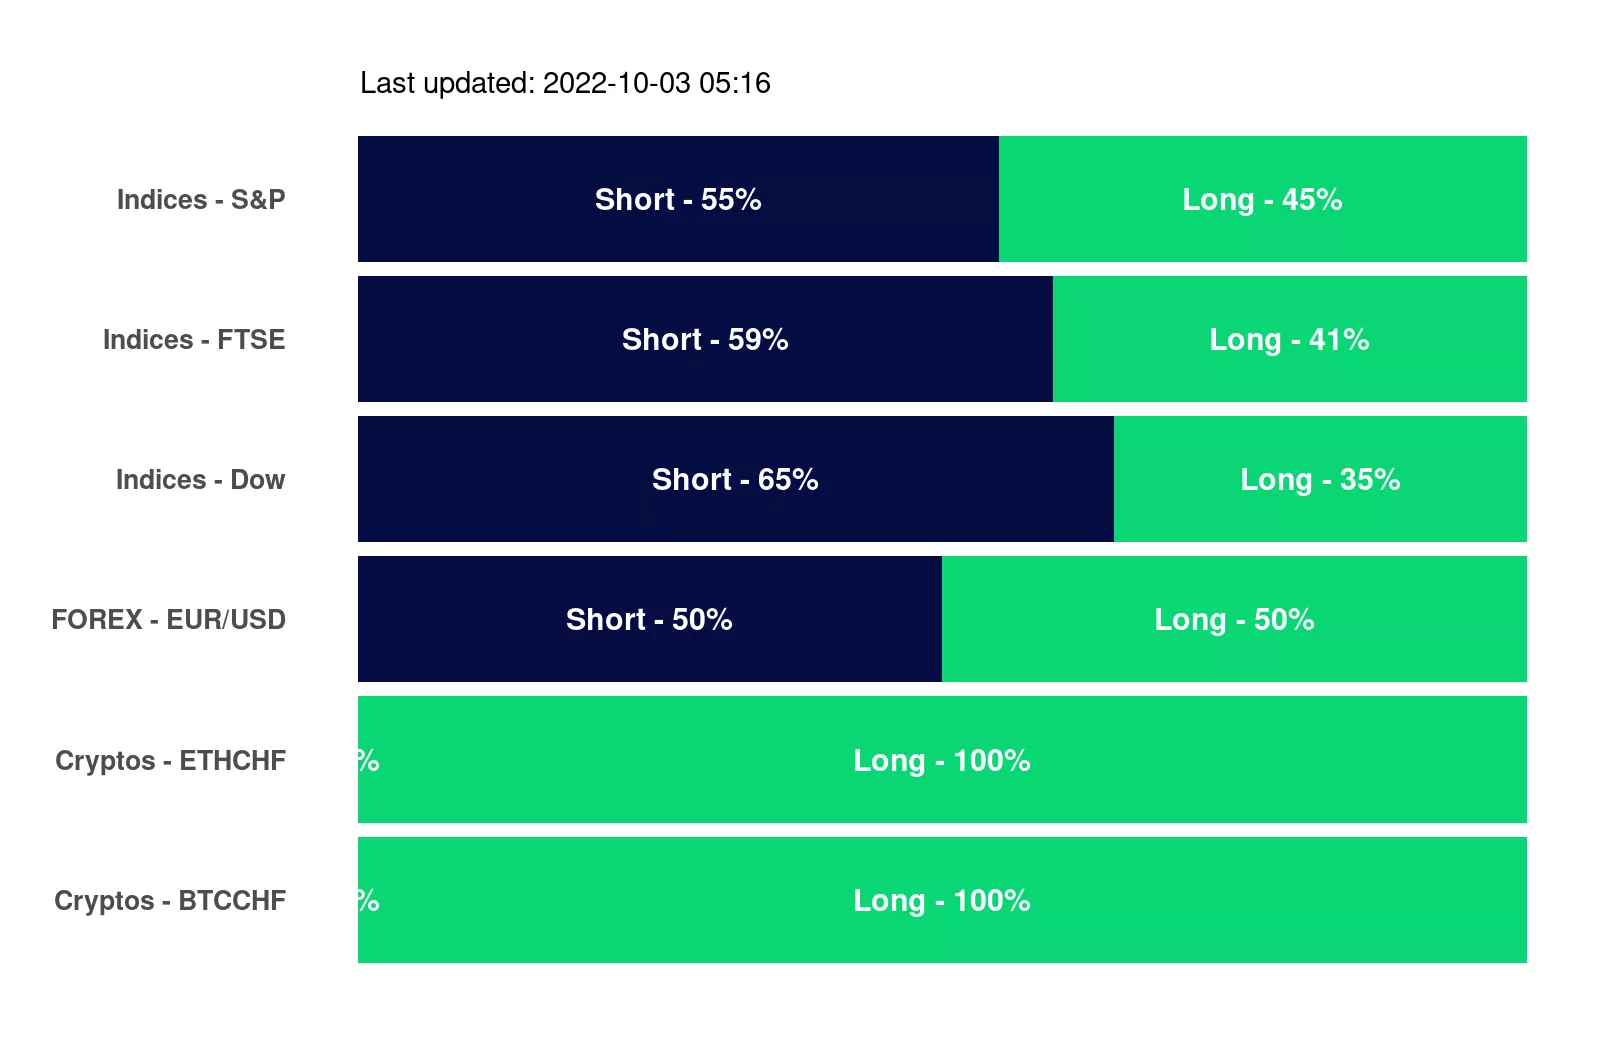 Last updated: 2022-10-03 05:16
Indices - S&P Short - 55% Long - 45%
Indices - FTSE Short - 59% Long - 41%
Indices - Dow Short - 65% Long - 35%
FOREX - EUR/USD Short - 50% Long - 50%
Cryptos - ETHCHF % Long - 100%
Cryptos - BTCCHF % Long - 100%